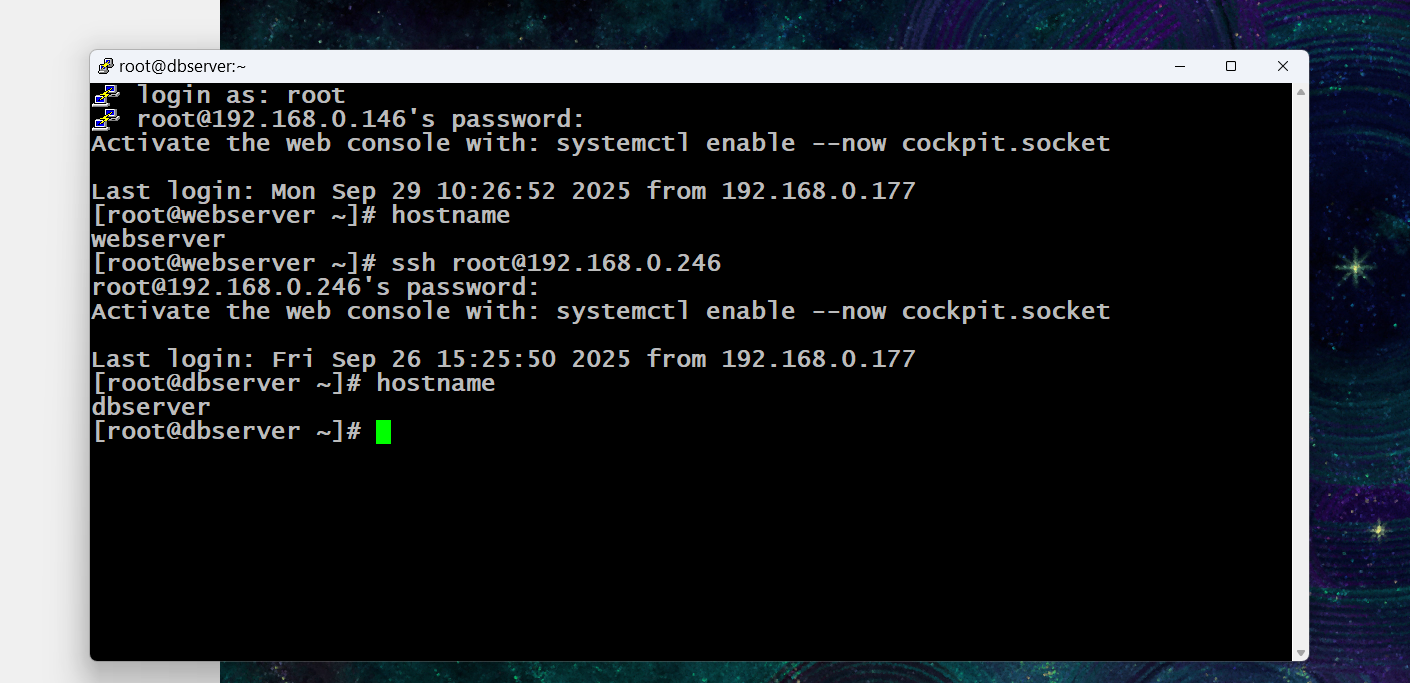 root@dbserver:~
login as: root
root@192.168.0.146's password:
Activate the web console with: systemctl enable --now cockpit.socket
Last login: Mon Sep 29 10:26:52 2025 from 192.168.0.177
[root@webserver ~]# hostname
webserver
[root@webserver ~]# ssh root@192.168.0.246
root@192.168.0.246's password:
Activate the web console with: systemctl enable --now cockpit.socket
Last login: Fri Sep 26 15:25:50 2025 from 192.168.0.177
[root@dbserver ~]# hostname
dbserver
[root@dbserver ~]#